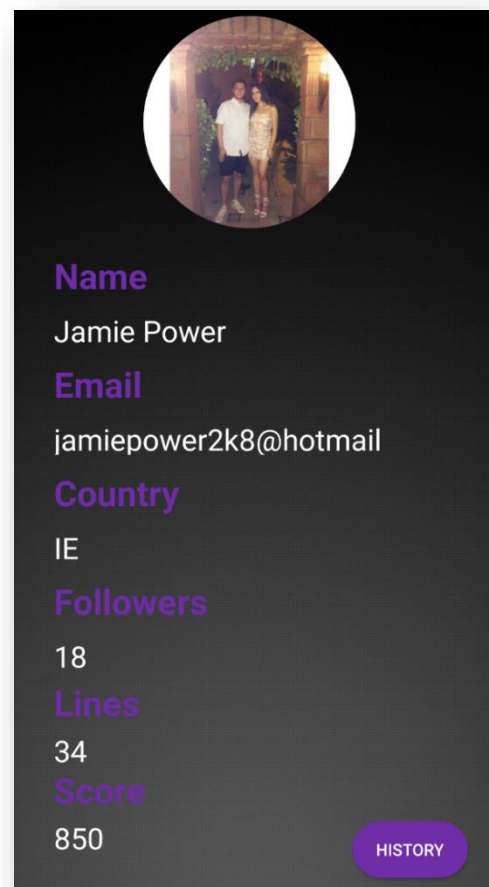 Name
Jamie Power
Email
jamiepower2k8@hotmail
Country
IE
Followers
18
Lines
34
Score
850
HISTORY